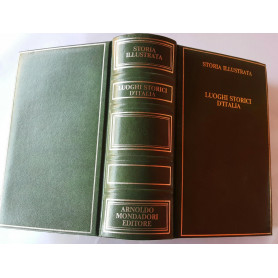 STORIA
ILLUSTRATA
LUOGHI STORICI
D'ITALIA
ARNOLDO
MONDADORI
EDITORE
STORIA ILLUSTRATA
LUOGHI STORICI
D'ITALIA